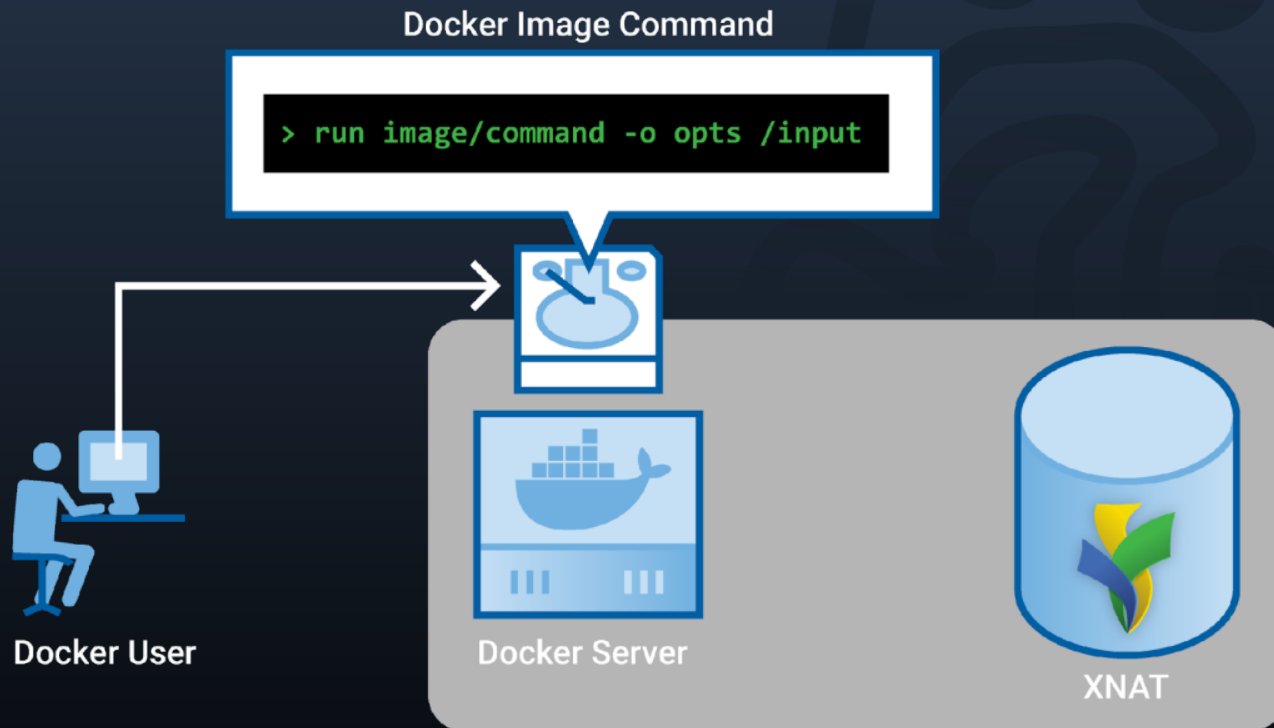 Docker Image Command
> run image/command -o opts /input
Docker User
Docker Server
XNAT